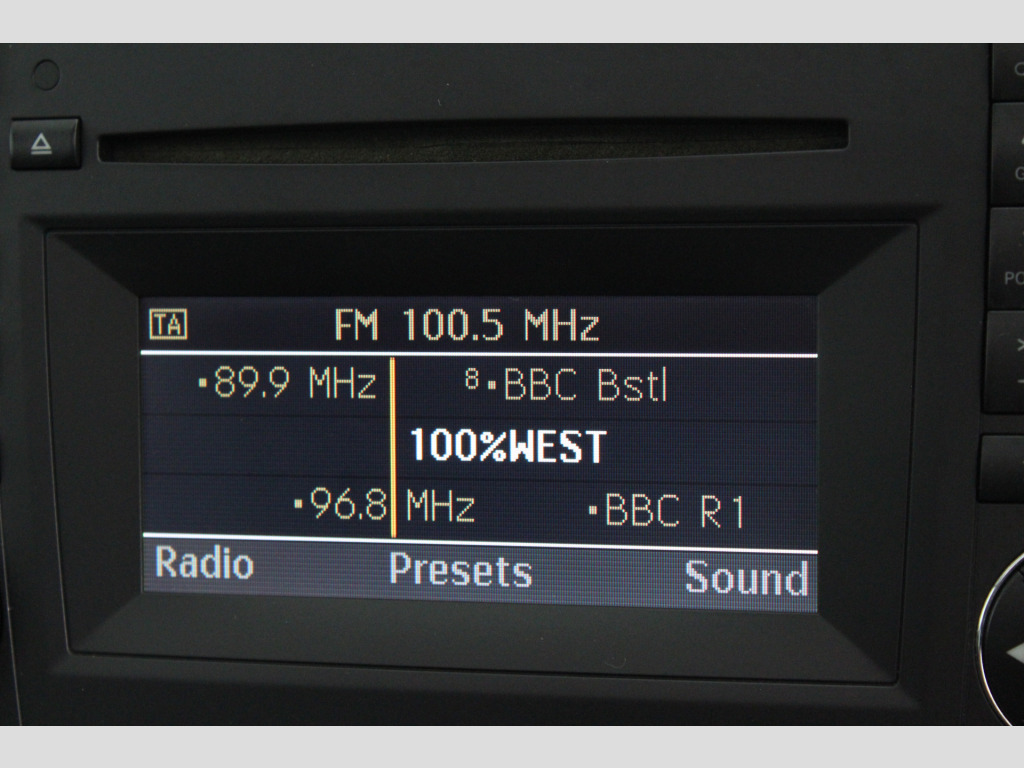 TA FM 100.5 MHz
89.9 MHz 8 BBC Bstl
100%WEST
96.8 MHz BBC R1
Radio Presets Sound